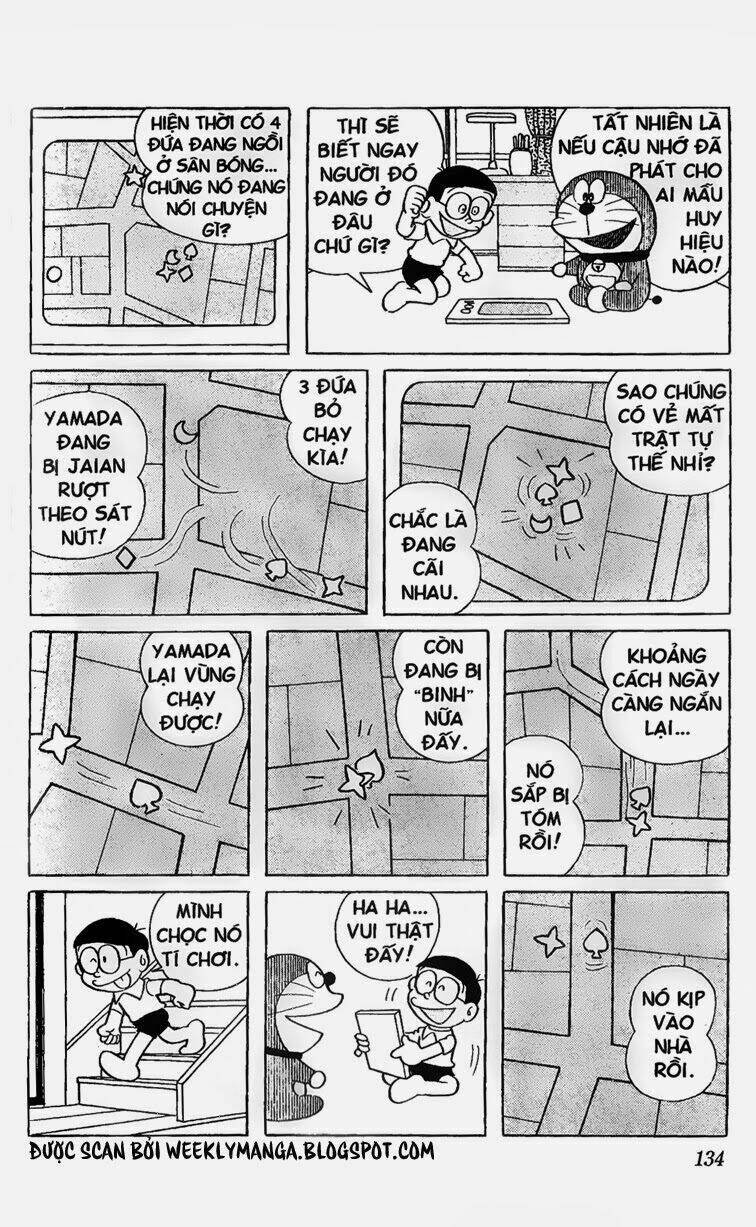 TẤT NHIÊN LÀ
NẾU CẬU NHỚ ĐÃ
PHÁT CHO
AI MẤU
HUY
HIỆU
NÀO!
THÌ SẼ
BIẾT NGAY
NGƯỜI ĐÓ
ĐANG Ở
ĐÂU
CHỨ GÌ?
HIỆN THỜI CÓ 4
ĐỨA ĐANG NGỒI
Ở SÂN BÓNG...
CHÚNG NÓ ĐANG
NÓI CHUYỆN
GÌ?
SAO CHÚNG
CÓ VẺ MẤT
TRẬT TỰ
THẾ NHỈ?
CHẮC LÀ
ĐANG
CÃI
NHAU.
3 ĐỨA
BỎ
CHẠY
KÌA!
YAMADA
ĐANG
BỊ JAIAN
RƯỢT
THEO SÁT
NÚT!
KHOẢNG
CÁCH NGÀY
CÀNG NGẮN
LẠI...
NÓ
SẮP BỊ
TÓM
RỒI!
CÒN
ĐANG BỊ
“BINH”
NỮA
ĐẤY.
YAMADA
LẠI VÙNG
CHẠY
ĐƯỢC!
NÓ KỊP
VÀO
NHÀ
RỒI.
HA HA...
VUI THẬT
ĐẤY!
MÌNH
CHỌC NÓ
TÍ CHƠI.
ĐƯỢC SCAN BỞI WEEKLYMANGA.BLOGSPOT.COM
134